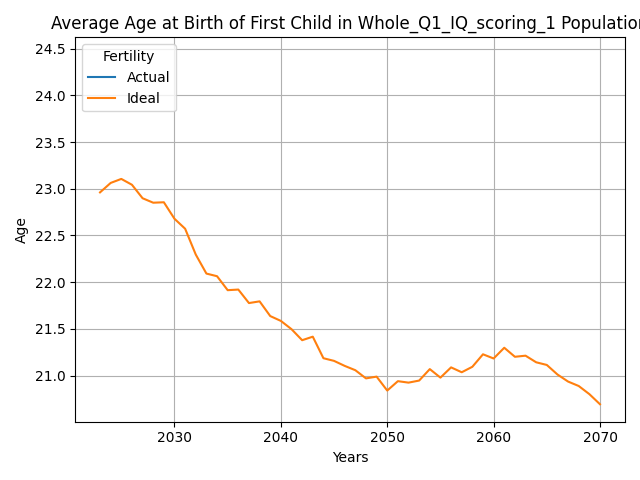 Average Age at Birth of First Child in Whole_Q1_IQ_scoring_1 Population
Fertility
Actual
Ideal
24.5
24.0
23.5
23.0
22.5
22.0
21.5
21.0
Age
2030 2040 2050 2060 2070
Years